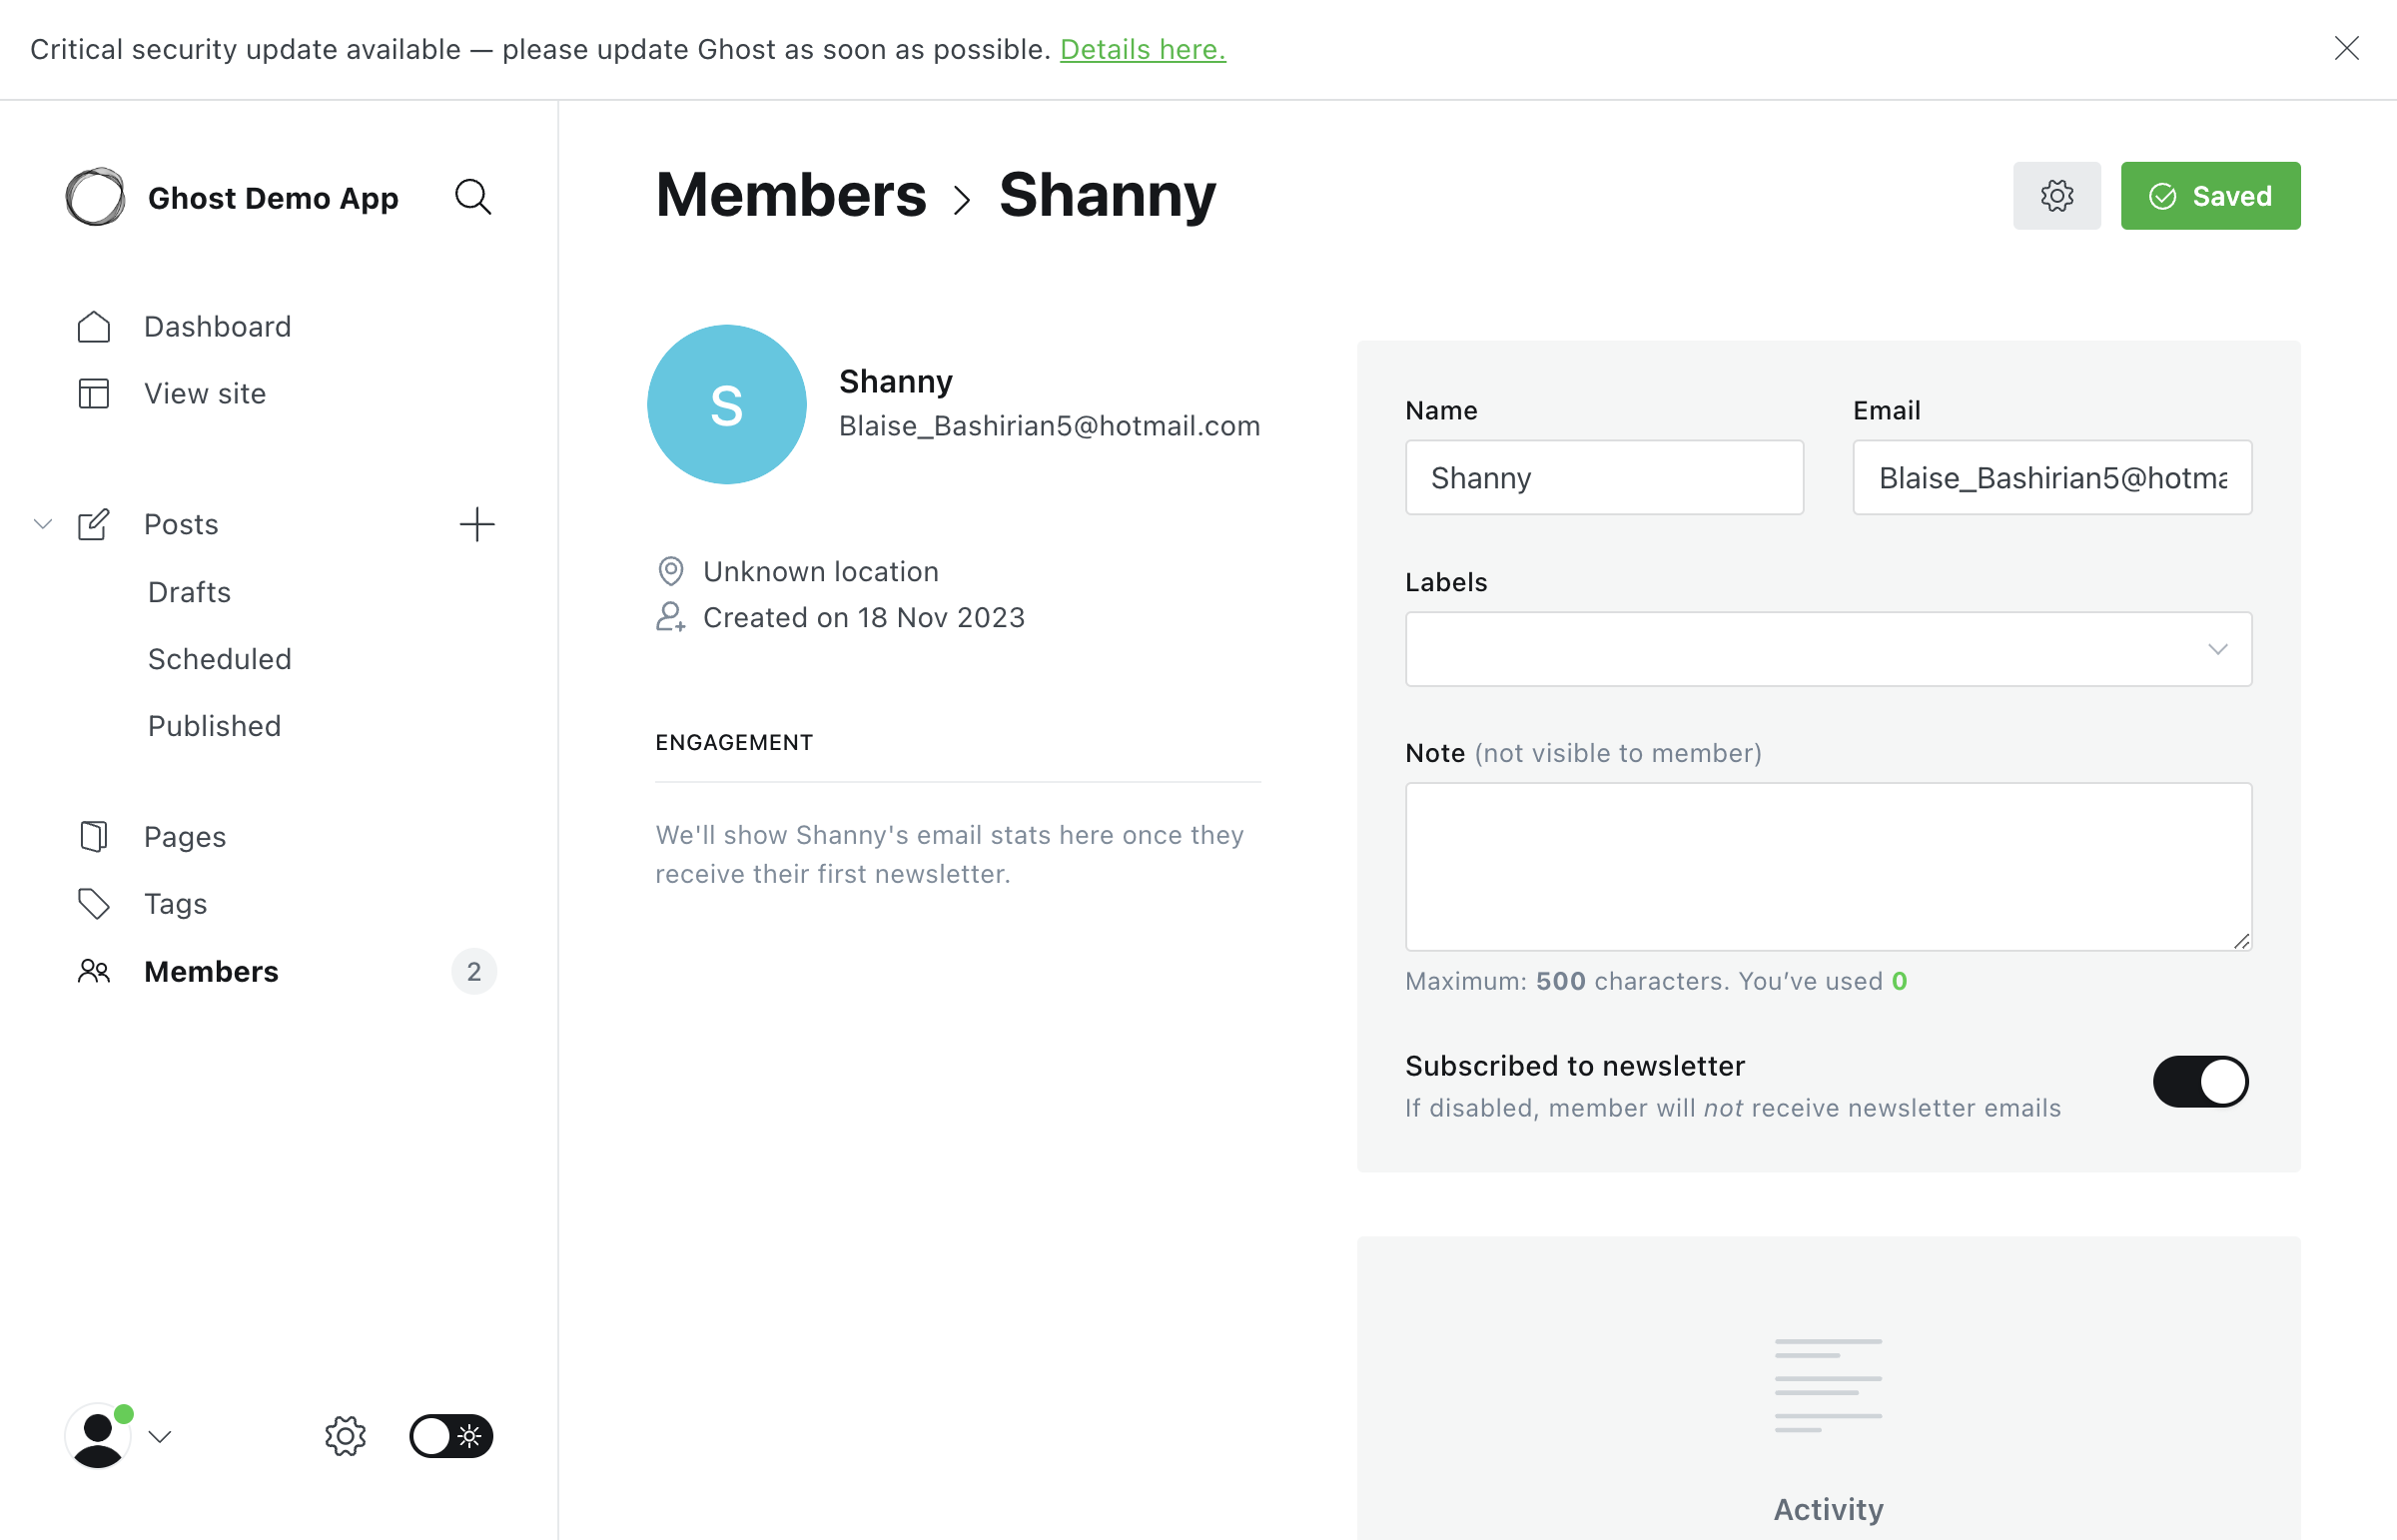 Critical security update available — please update Ghost as soon as possible. Details here.
Ghost Demo App
Dashboard
View site
Posts
Drafts
Scheduled
Published
Pages
Tags
Members 2
Members > Shanny
Saved
S
Shanny
Blaise_Bashirian5@hotmail.com
Unknown location
Created on 18 Nov 2023
ENGAGEMENT
We'll show Shanny's email stats here once they
receive their first newsletter.
Name
Shanny
Email
Blaise_Bashirian5@hotma
Labels
Note (not visible to member)
Maximum: 500 characters. You’ve used 0
Subscribed to newsletter
If disabled, member will not receive newsletter emails
Activity